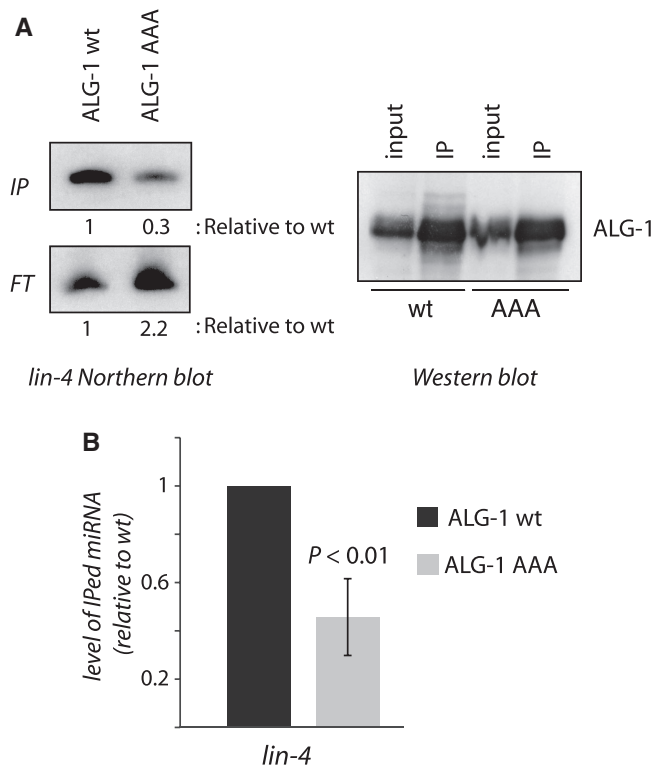 A
ALG-1 wt
ALG-1 AAA
IP
1 0.3 : Relative to wt
FT
1 2.2 : Relative to wt
lin-4 Northern blot
input
IP
input
IP
ALG-1
wt AAA
Western blot
B
level of IPed miRNA
(relative to wt)
1
0.6
0.2
P < 0.01
ALG-1 wt
ALG-1 AAA
lin-4